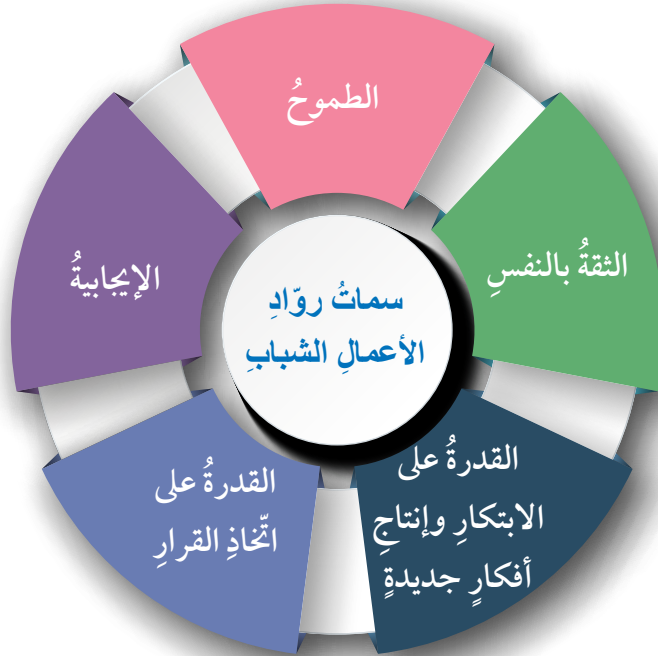 الطموحُ
الثقةُ بالنفسِ
الإيجابيةُ
سماتُ روّادِ
الأعمالِ الشبابِ
القدرةُ على
الابتكارِ وإنتاجِ
أفكارٍ جديدةٍ
القدرةُ على
اتّخاذِ القرارِ